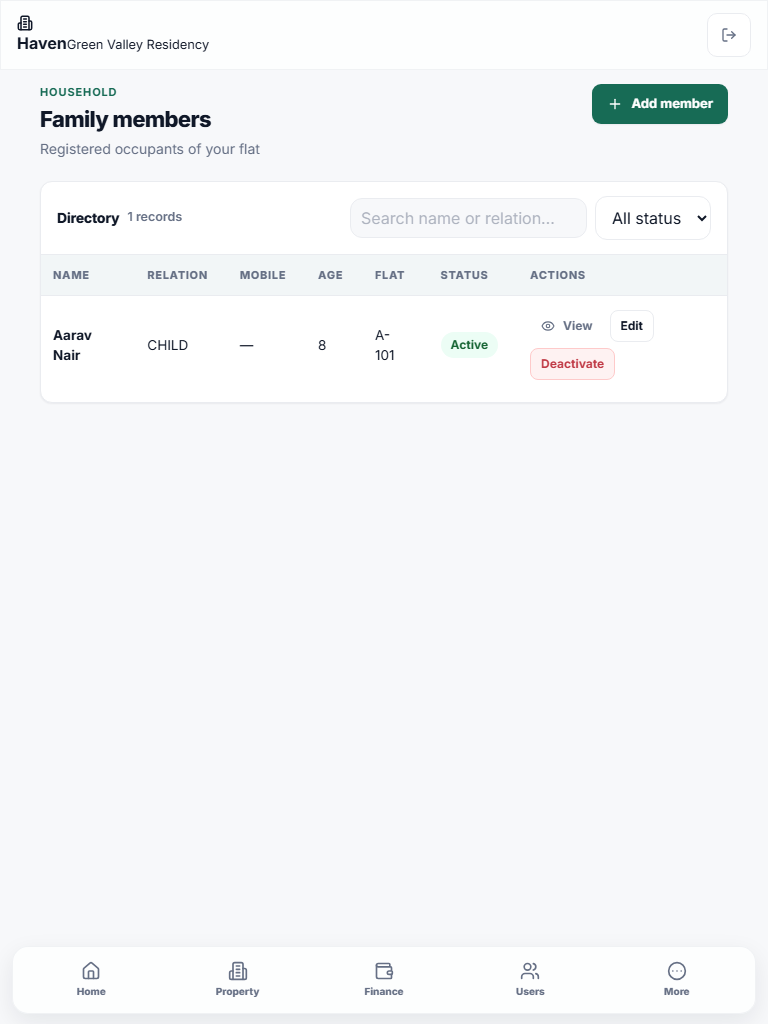 HavenGreen Valley Residency
HOUSEHOLD
Family members
Registered occupants of your flat
Add member
Directory 1 records
Search name or relation...
All status
NAME RELATION MOBILE AGE FLAT STATUS ACTIONS
Aarav Nair CHILD — 8 A-101 Active View Edit
Deactivate
Home Property Finance Users More